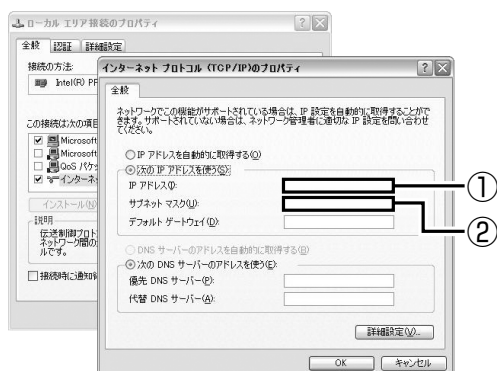 ローカル エリア接続のプロパティ
全般 認証 詳細設定
接続の方法:
Intel(R) PR
この接続は次の項目
Microsoft
Microsoft
QoS パケッ
インターネッ
インストール(N)
説明
伝送制御プロト
ネットワーク間の
ルです。
接続時に通知領
インターネット プロトコル (TCP/IP)のプロパティ
全般
ネットワークでこの機能がサポートされている場合は、IP 設定を自動的に取得することがで
きます。サポートされていない場合は、ネットワーク管理者に適切な IP 設定を問い合わせ
てください。
IP アドレスを自動的に取得する(O)
次の IP アドレスを使う(S):
IP アドレス(I):
サブネット マスク(U):
デフォルト ゲートウェイ(D):
DNS サーバーのアドレスを自動的に取得する(B)
次の DNS サーバーのアドレスを使う(E):
優先 DNS サーバー(P):
代替 DNS サーバー(A):
詳細設定(V)...
OK キャンセル
①
②